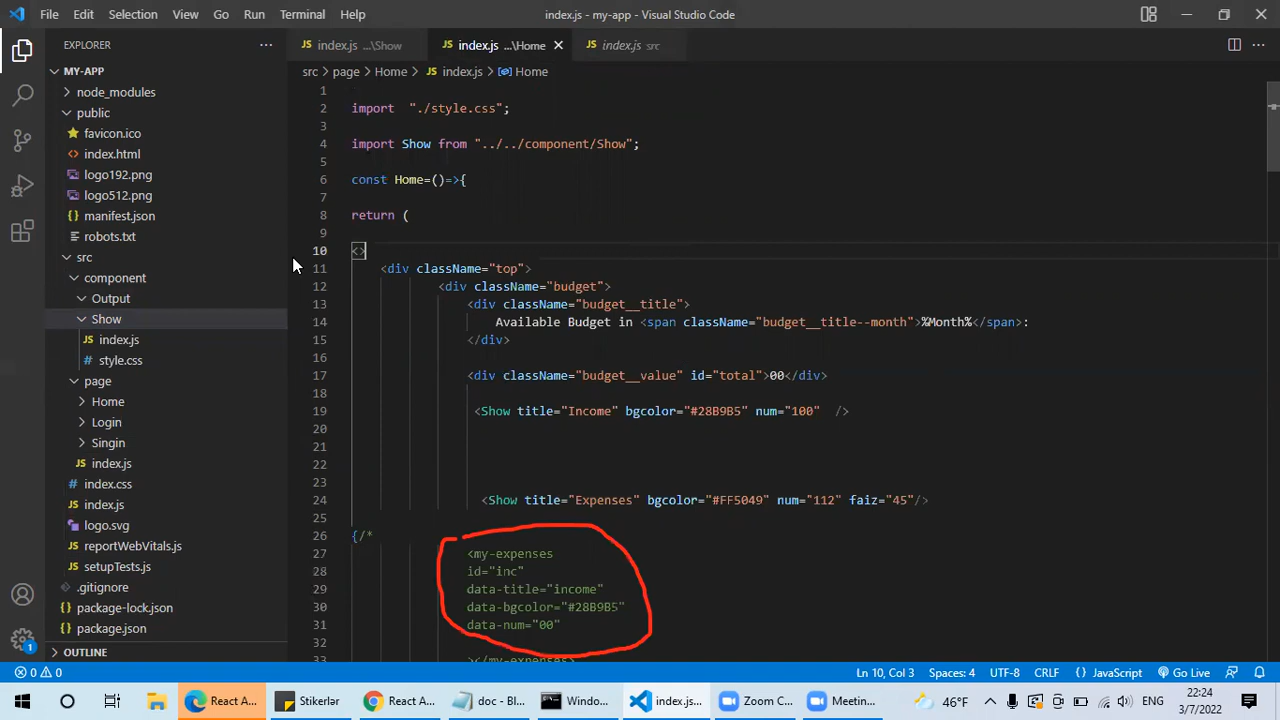 File Edit Selection View Go Run Terminal Help index.js - my-app - Visual Studio Code
EXPLORER
MY-APP
node_modules
public
favicon.ico
index.html
logo192.png
logo512.png
manifest.json
robots.txt
src
component
Output
Show
index.js
style.css
page
Home
Login
Singin
index.js
index.css
index.js
logo.svg
reportWebVitals.js
setupTests.js
.gitignore
package-lock.json
package.json
OUTLINE
JS index.js ...\Show JS index.js ...\Home JS index.js src
src > page > Home > JS index.js > Home
1
2 import "./style.css";
3
4 import Show from "../../component/Show";
5
6 const Home=()=>{
7
8 return (
9
10 <>
11 <div className="top">
12 <div className="budget">
13 <div className="budget__title">
14 Available Budget in <span className="budget__title--month">%Month%</span>:
15 </div>
16
17 <div className="budget__value" id="total">00</div>
18
19 <Show title="Income" bgcolor="#28B9B5" num="100" />
20
21
22
23
24 <Show title="Expenses" bgcolor="#FF5049" num="112" faiz="45"/>
25
26 {/*
27 <my-expenses
28 id="inc"
29 data-title="income"
30 data-bgcolor="#28B9B5"
31 data-num="00"
32
33 ></my-expenses>
0 0 Ln 10, Col 3 Spaces: 4 UTF-8 CRLF {} JavaScript Go Live
React A... Stikerlər React A... doc - Bl... Windo... index.js... Zoom C... Meetin... 46°F ENG 22:24
3/7/2022